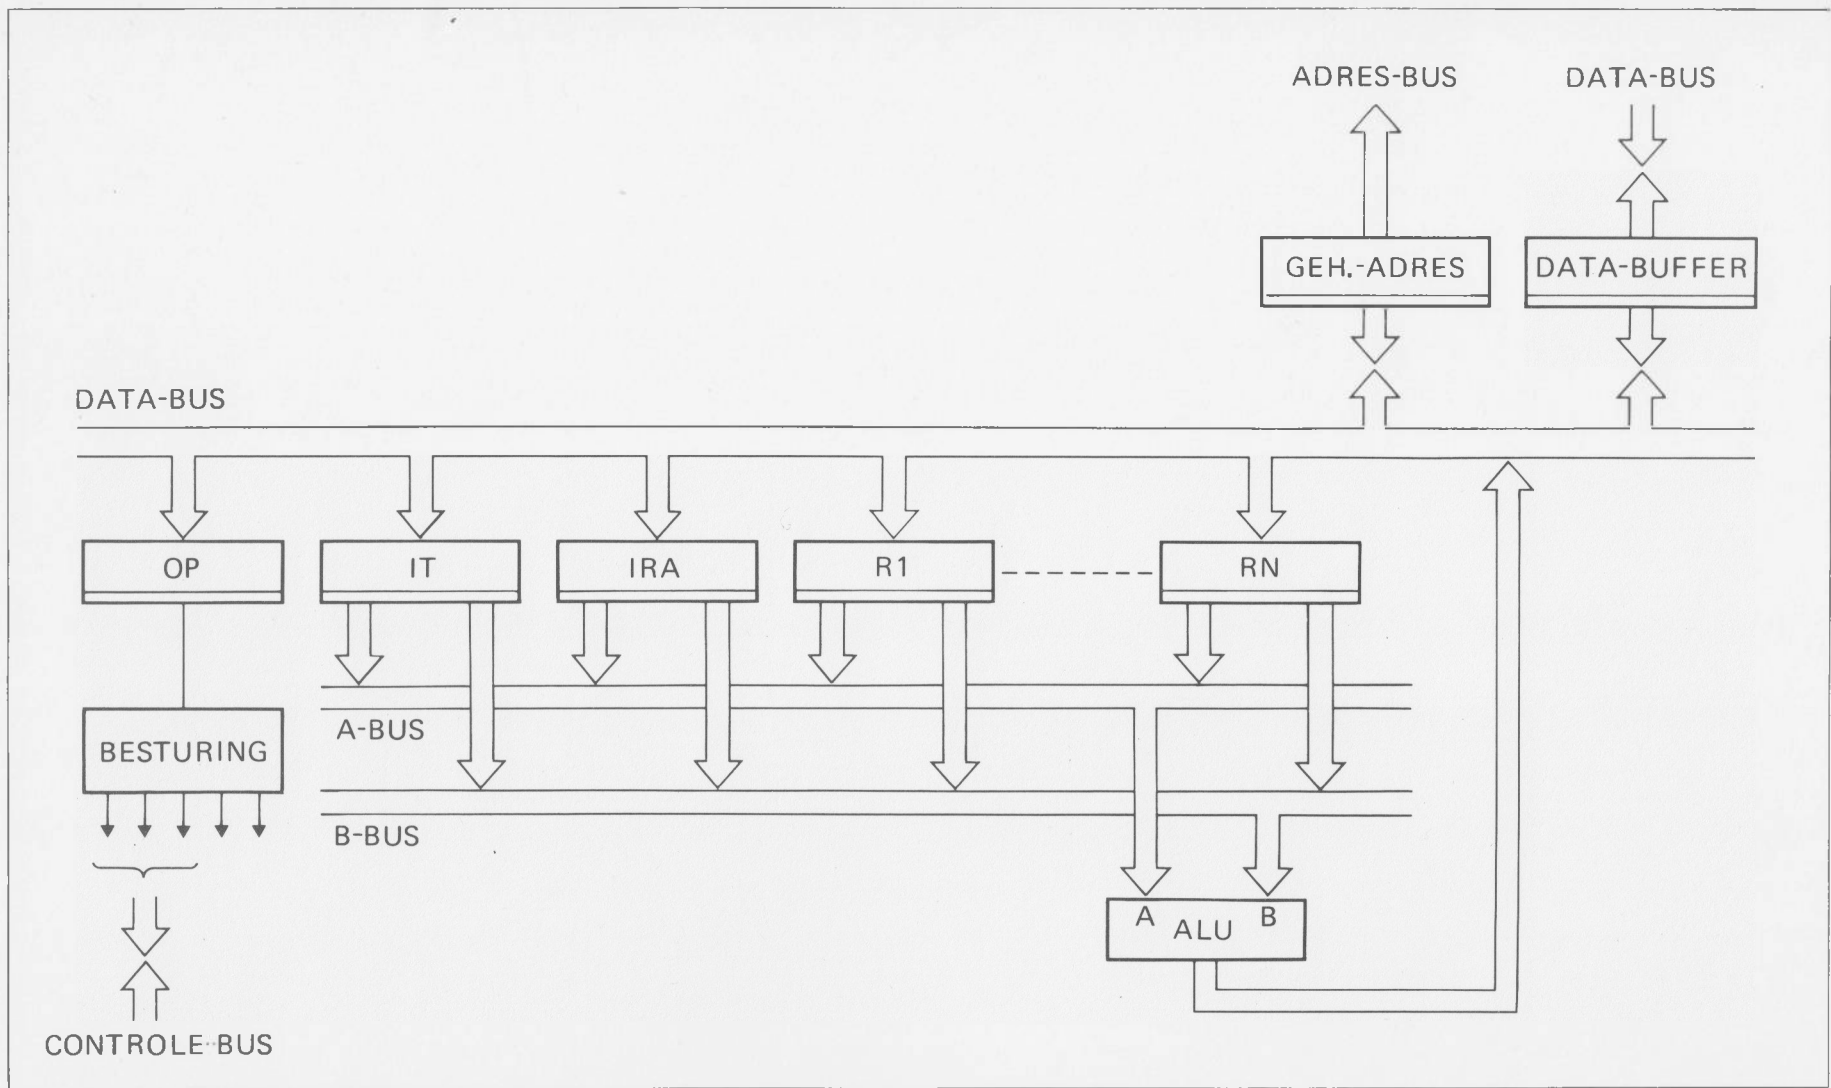 ADRES-BUS DATA-BUS
GEH.-ADRES DATA-BUFFER
DATA-BUS
OP IT IRA R1 RN
A-BUS
BESTURING
B-BUS
A B
ALU
CONTROLE-BUS